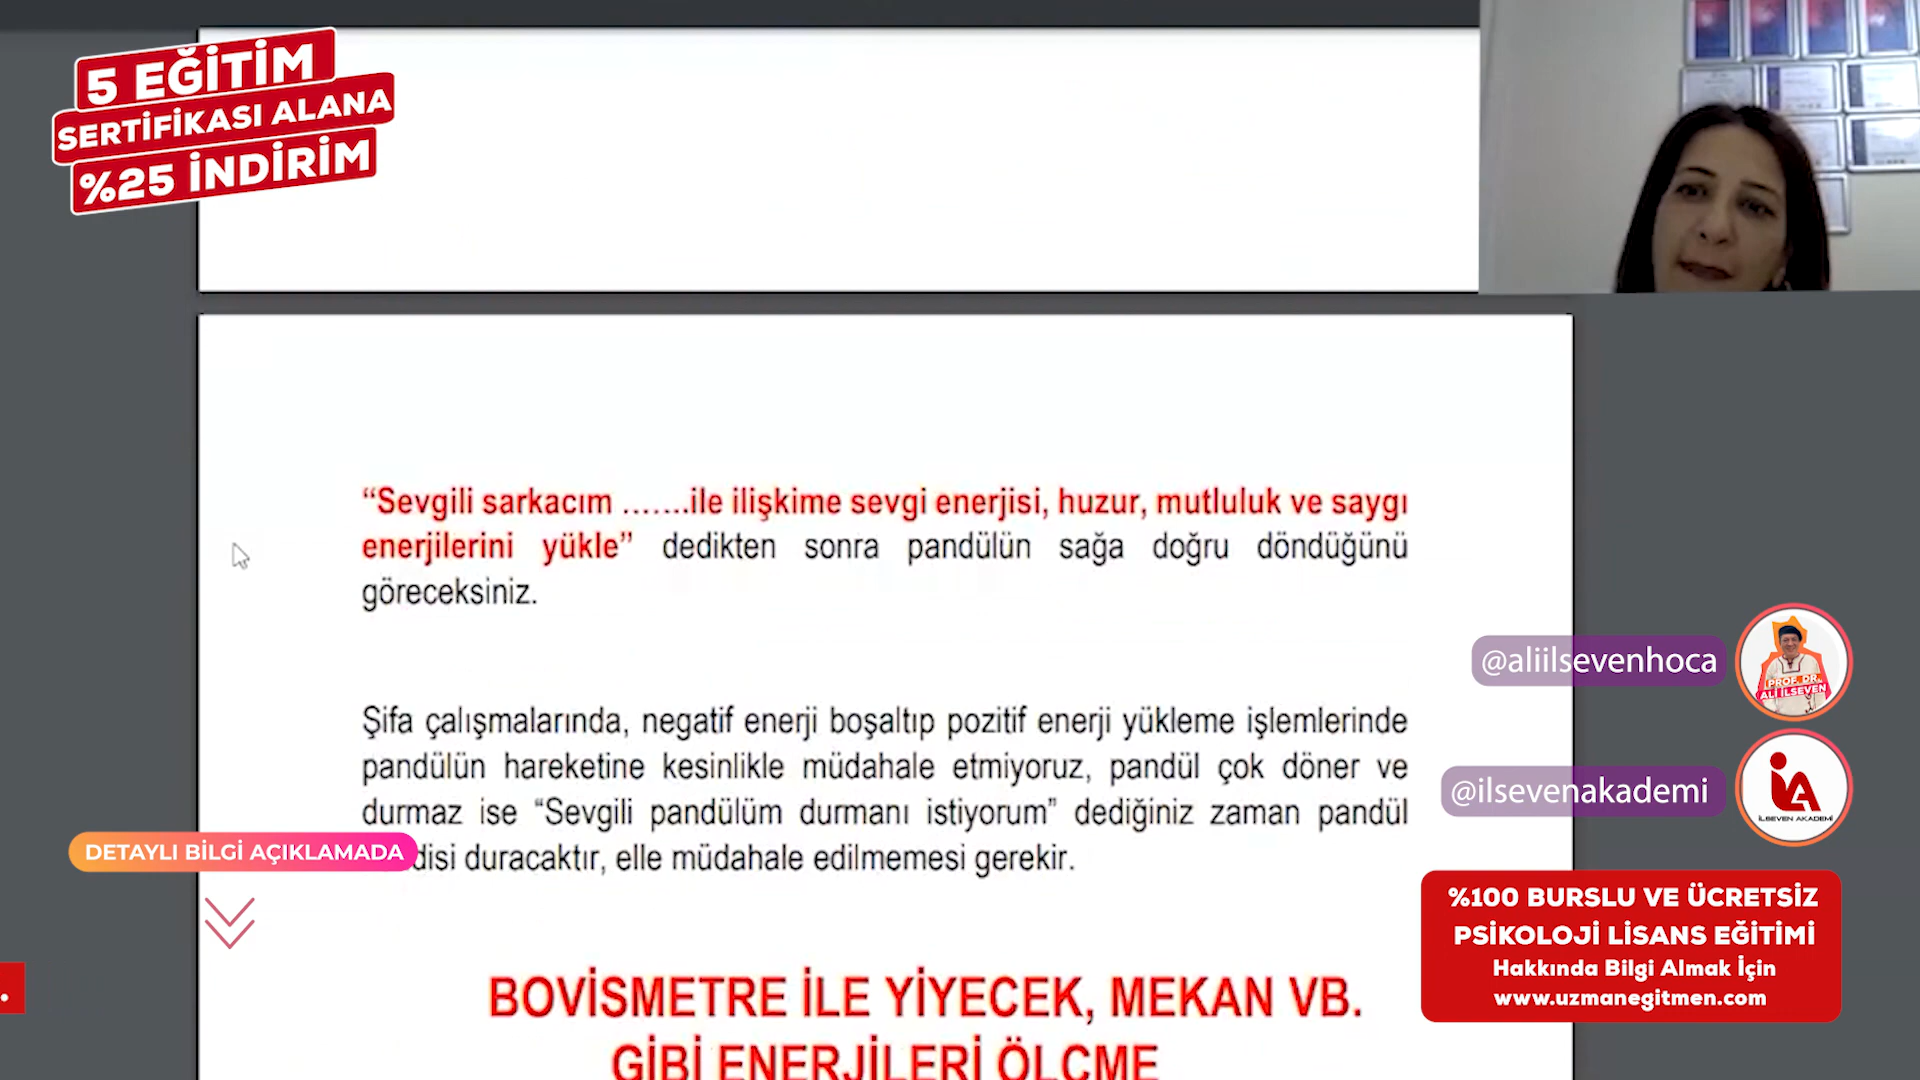 5 EĞİTİM
SERTİFİKASI ALANA
%25 İNDİRİM
“Sevgili sarkacım …….ile ilişkime sevgi enerjisi, huzur, mutluluk ve saygı
enerjilerini yükle” dedikten sonra pandülün sağa doğru döndüğünü
göreceksiniz.
@aliilsevenhoca
PROF. DR.
ALİ İLSEVEN
Şifa çalışmalarında, negatif enerji boşaltıp pozitif enerji yükleme işlemlerinde
pandülün hareketine kesinlikle müdahale etmiyoruz, pandül çok döner ve
durmaz ise “Sevgili pandülüm durmanı istiyorum” dediğiniz zaman pandül
disi duracaktır, elle müdahale edilmemesi gerekir.
@ilsevenakademi
İLSEVEN AKADEMİ
DETAYLI BİLGİ AÇIKLAMADA
%100 BURSLU VE ÜCRETSİZ
PSİKOLOJİ LİSANS EĞİTİMİ
Hakkında Bilgi Almak İçin
www.uzmanegitmen.com
BOVİSMETRE İLE YİYECEK, MEKAN VB.
GİBİ ENERJİLERİ ÖLÇME